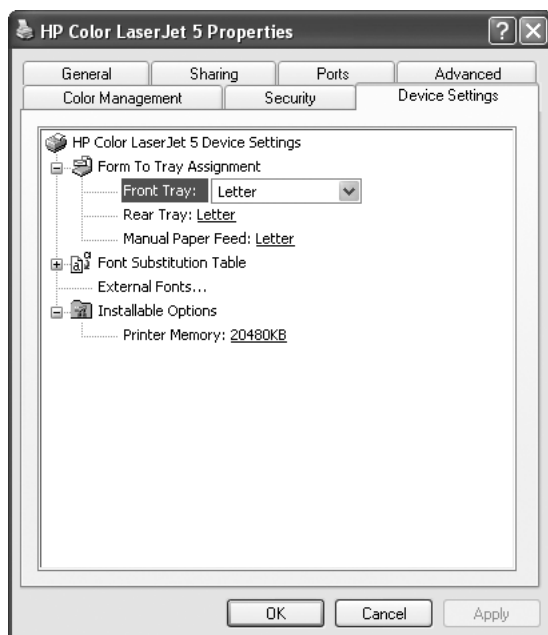 HP Color LaserJet 5 Properties
General Sharing Ports Advanced
Color Management Security Device Settings
HP Color LaserJet 5 Device Settings
Form To Tray Assignment
Front Tray: Letter
Rear Tray: Letter
Manual Paper Feed: Letter
Font Substitution Table
External Fonts...
Installable Options
Printer Memory: 20480KB
OK Cancel Apply